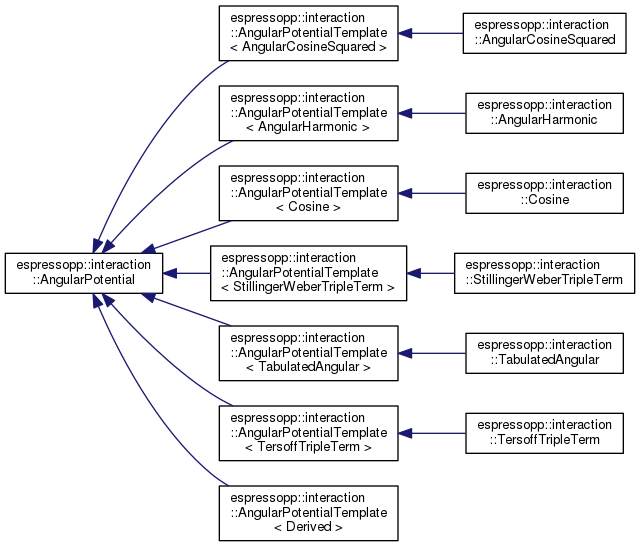 espressopp::interaction
::AngularPotentialTemplate
< AngularCosineSquared >
espressopp::interaction
::AngularCosineSquared
espressopp::interaction
::AngularPotentialTemplate
< AngularHarmonic >
espressopp::interaction
::AngularHarmonic
espressopp::interaction
::AngularPotentialTemplate
< Cosine >
espressopp::interaction
::Cosine
espressopp::interaction
::AngularPotential
espressopp::interaction
::AngularPotentialTemplate
< StillingerWeberTripleTerm >
espressopp::interaction
::StillingerWeberTripleTerm
espressopp::interaction
::AngularPotentialTemplate
< TabulatedAngular >
espressopp::interaction
::TabulatedAngular
espressopp::interaction
::AngularPotentialTemplate
< TersoffTripleTerm >
espressopp::interaction
::TersoffTripleTerm
espressopp::interaction
::AngularPotentialTemplate
< Derived >